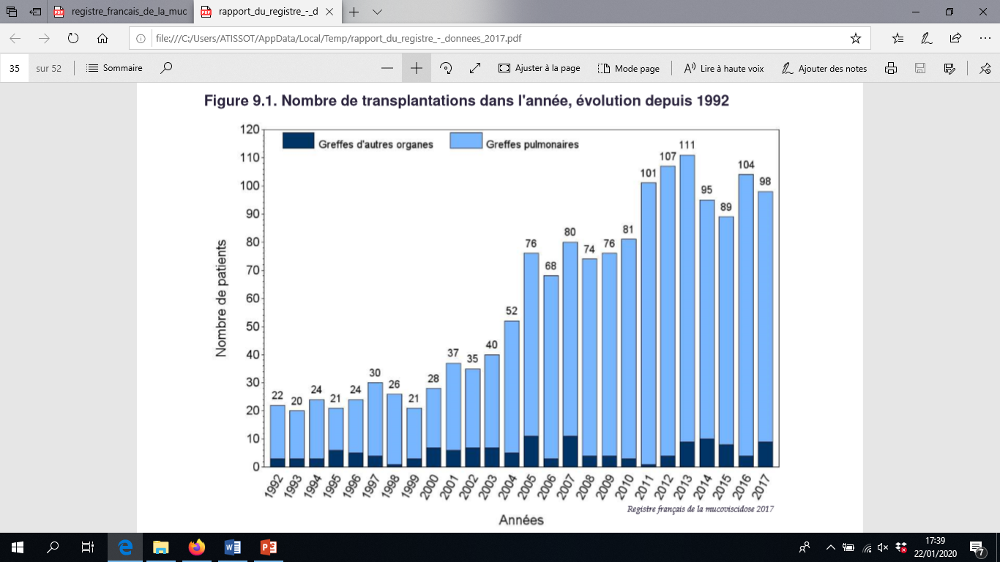 registre_francais_de_la_muc
rapport_du_registre_-_d
file:///C:/Users/ATISSOT/AppData/Local/Temp/rapport_du_registre_-_donnees_2017.pdf
35 sur 52 Sommaire Ajuster à la page Mode page Lire à haute voix Ajouter des notes
Figure 9.1. Nombre de transplantations dans l'année, évolution depuis 1992
Greffes d'autres organes Greffes pulmonaires
Nombre de patients
120
110
100
90
80
70
60
50
40
30
20
10
0
22 20 24 21 24 30 26 21 28 37 35 40 52 76 68 80 74 76 81 101 107 111 95 89 104 98
1992 1993 1994 1995 1996 1997 1998 1999 2000 2001 2002 2003 2004 2005 2006 2007 2008 2009 2010 2011 2012 2013 2014 2015 2016 2017
Registre français de la mucoviscidose 2017
Années
17:39
22/01/2020
7